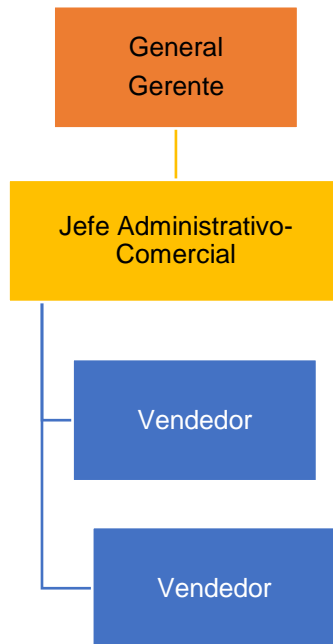 General
Gerente
Jefe Administrativo-
Comercial
Vendedor
Vendedor